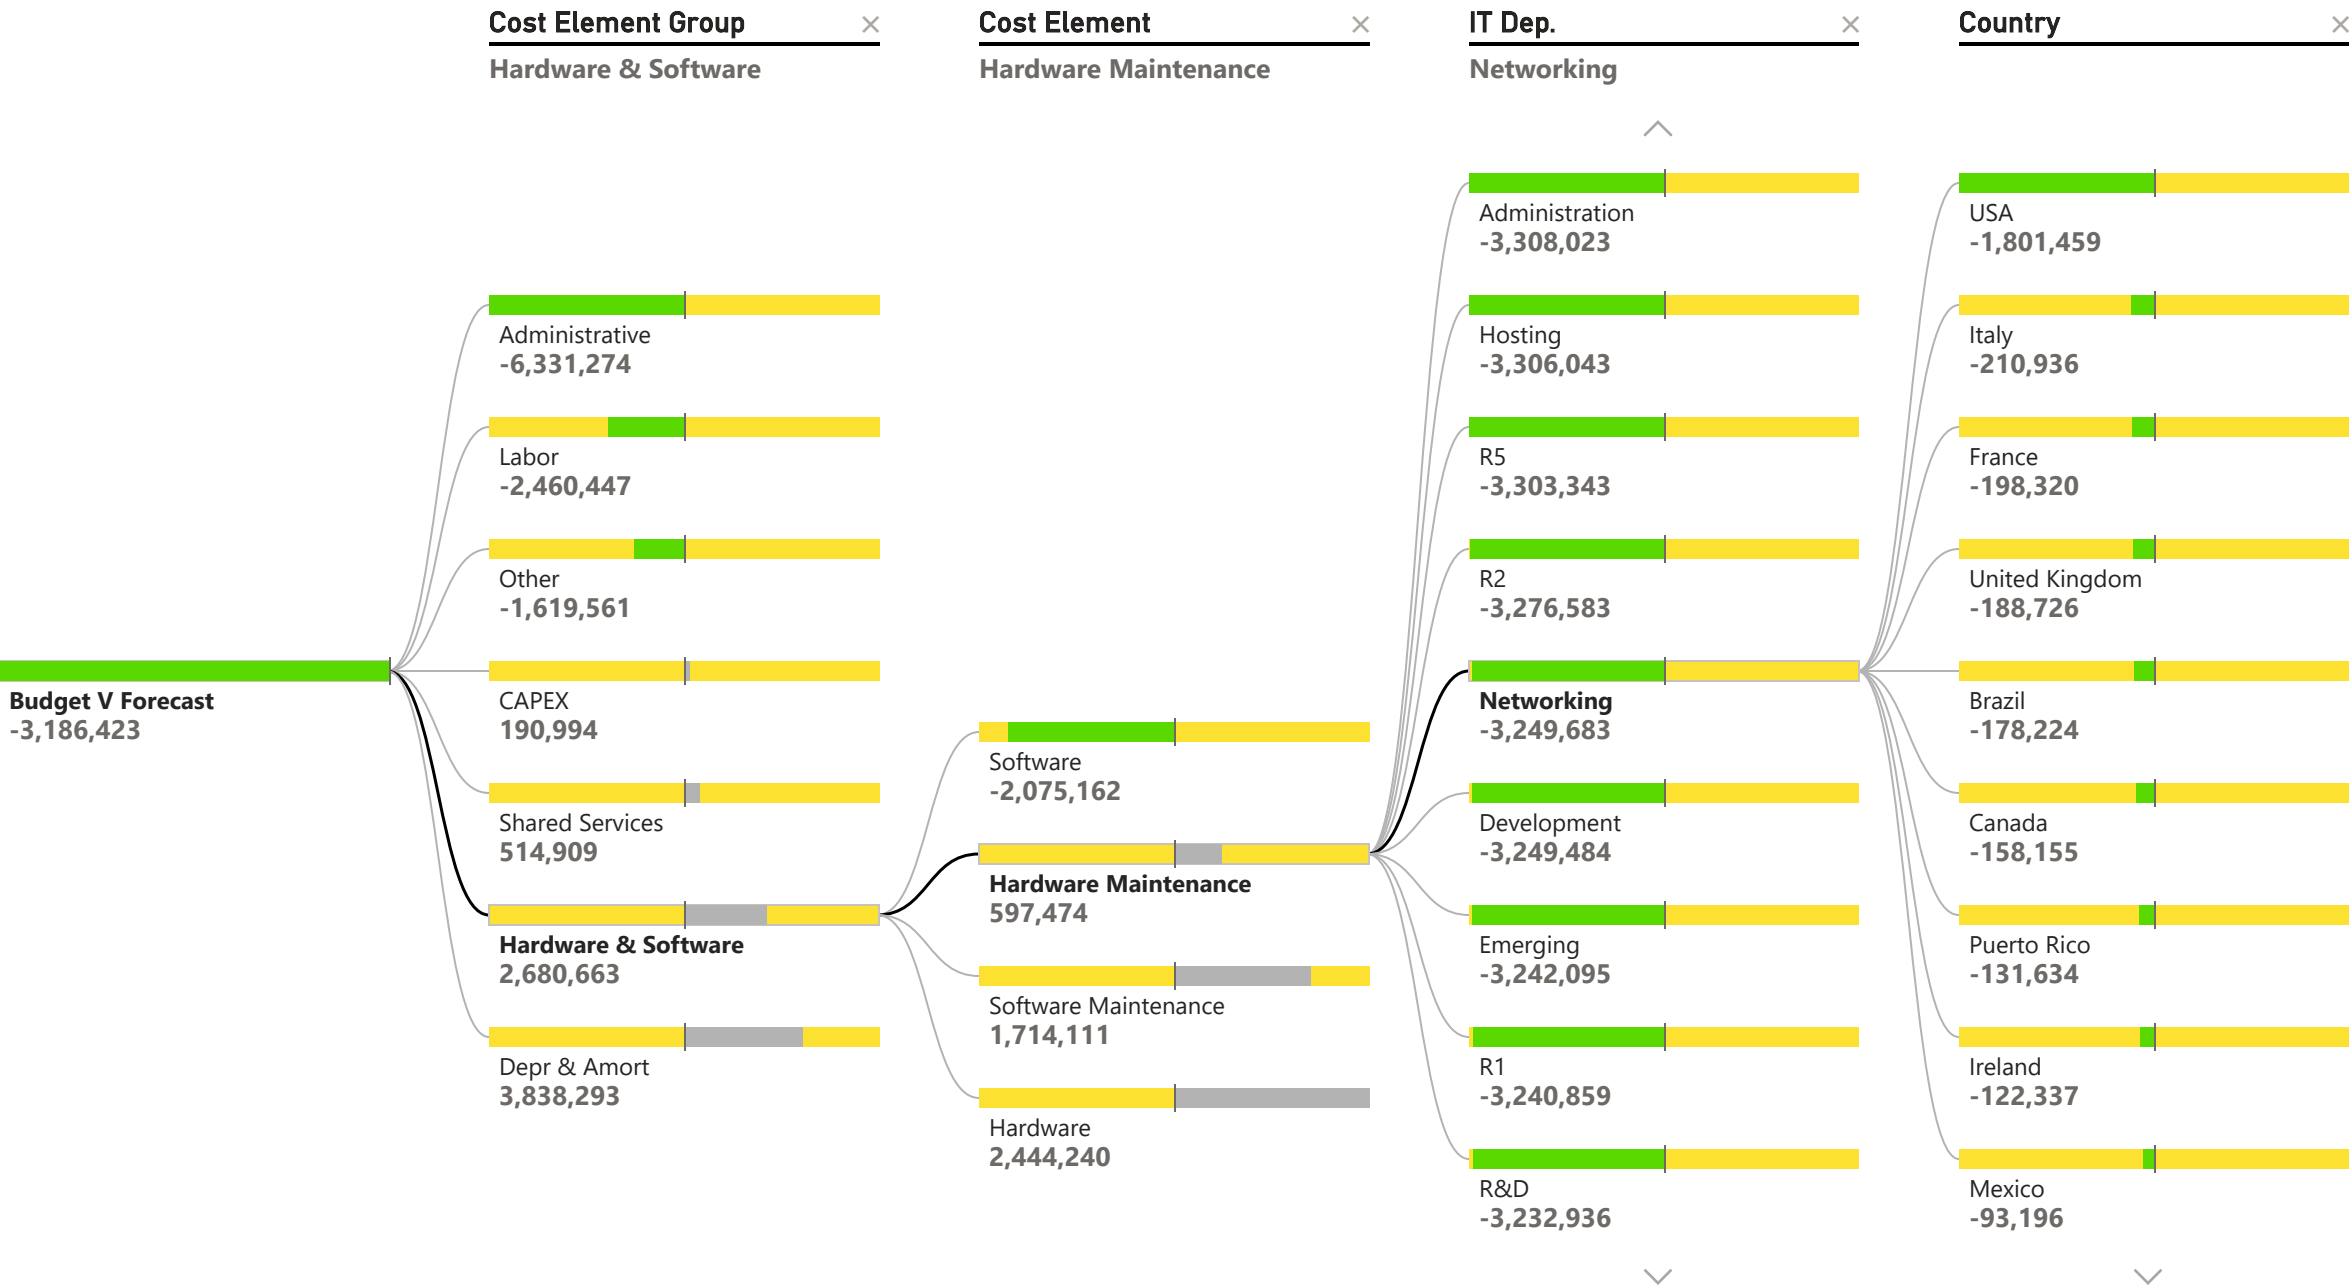 Cost Element Group
Hardware & Software
Cost Element
Hardware Maintenance
IT Dep.
Networking
Country
Budget V Forecast
-3,186,423
Administrative
-6,331,274
Labor
-2,460,447
Other
-1,619,561
CAPEX
190,994
Shared Services
514,909
Hardware & Software
2,680,663
Depr & Amort
3,838,293
Software
-2,075,162
Hardware Maintenance
597,474
Software Maintenance
1,714,111
Hardware
2,444,240
Administration
-3,308,023
Hosting
-3,306,043
R5
-3,303,343
R2
-3,276,583
Networking
-3,249,683
Development
-3,249,484
Emerging
-3,242,095
R1
-3,240,859
R&D
-3,232,936
USA
-1,801,459
Italy
-210,936
France
-198,320
United Kingdom
-188,726
Brazil
-178,224
Canada
-158,155
Puerto Rico
-131,634
Ireland
-122,337
Mexico
-93,196